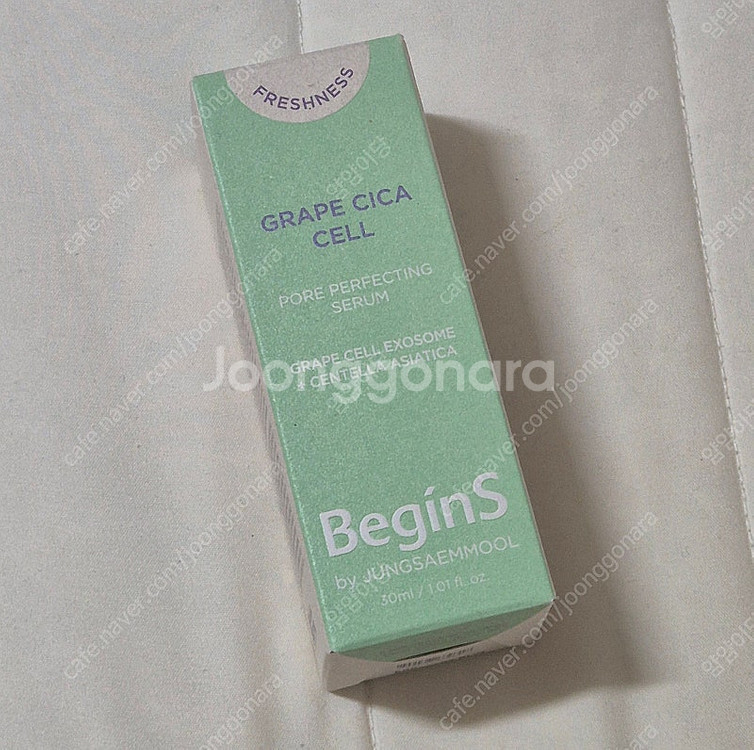 FRESHNESS
GRAPE CICA
CELL
PORE PERFECTING
SERUM
GRAPE CELL EXOSOME
Joonggonara
CENTELLA ASIATICA
BeginS
by JUNGSAEMMOOL
30ml / 1.01 fl. oz.
cafe.naver.com/joonggonara